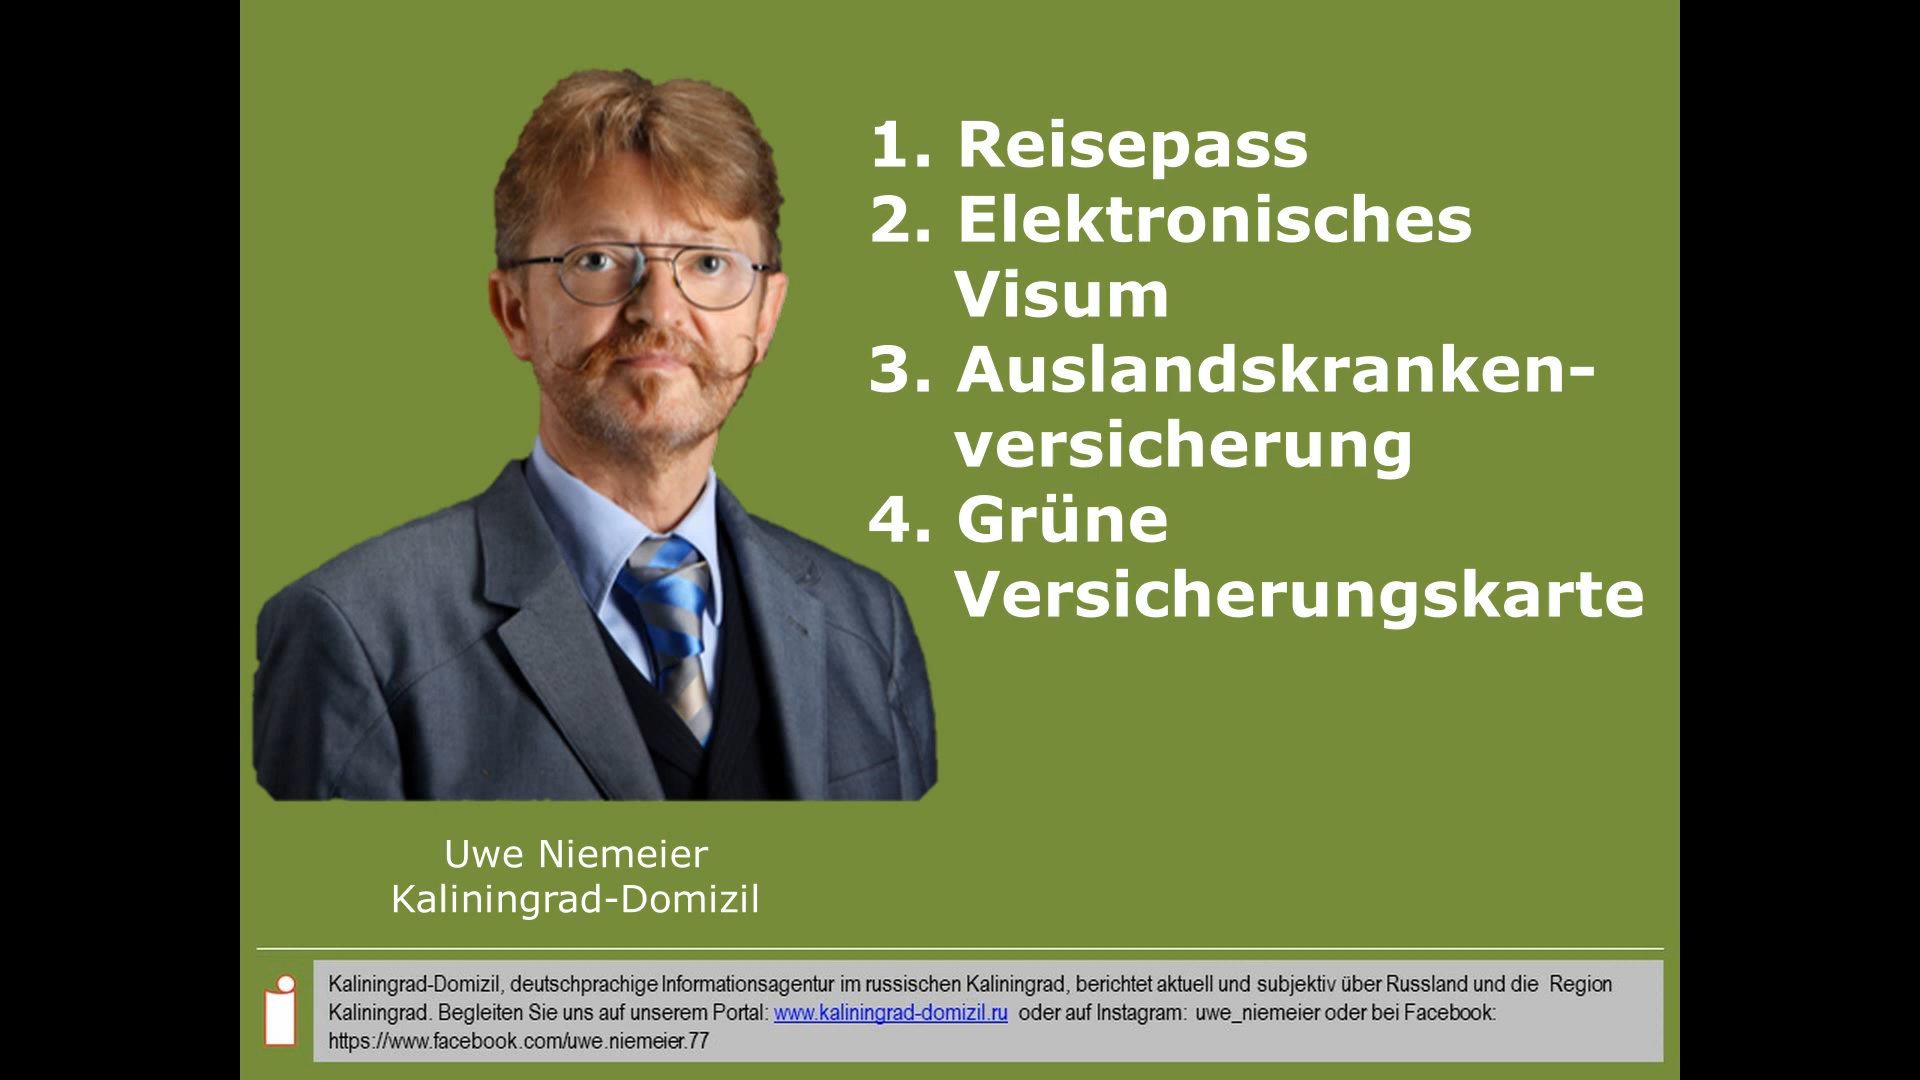 1. Reisepass
2. Elektronisches
Visum
3. Auslandskranken-
versicherung
4. Grüne
Versicherungskarte
Uwe Niemeier
Kaliningrad-Domizil
Kaliningrad-Domizil, deutschprachige Informationsagentur im russischen Kaliningrad, berichtet aktuell und subjektiv über Russland und die Region
Kaliningrad. Begleiten Sie uns auf unserem Portal: www.kaliningrad-domizil.ru oder auf Instagram: uwe_niemeier oder bei Facebook:
https://www.facebook.com/uwe.niemeier.77